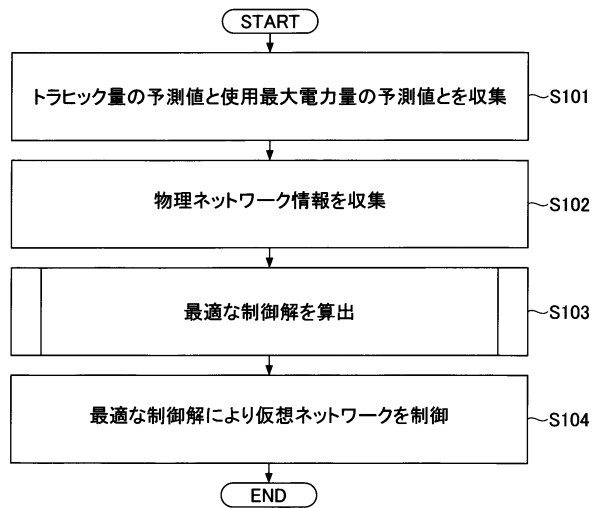 START
トラヒック量の予測値と使用最大電力量の予測値とを収集
S101
物理ネットワーク情報を収集
S102
最適な制御解を算出
S103
最適な制御解により仮想ネットワークを制御
S104
END